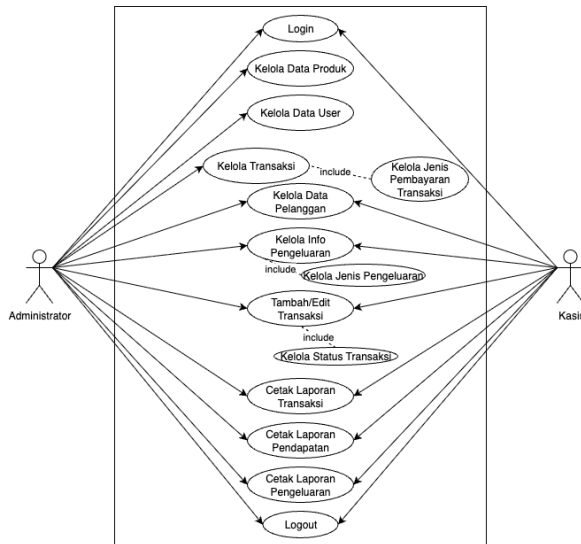 Login
Kelola Data Produk
Kelola Data User
Kelola Transaksi
include
Kelola Jenis
Pembayaran
Transaksi
Kelola Data
Pelanggan
Kelola Info
Pengeluaran
include
Kelola Jenis Pengeluaran
Administrator
Kasir
Tambah/Edit
Transaksi
include
Kelola Status Transaksi
Cetak Laporan
Transaksi
Cetak Laporan
Pendapatan
Cetak Laporan
Pengeluaran
Logout